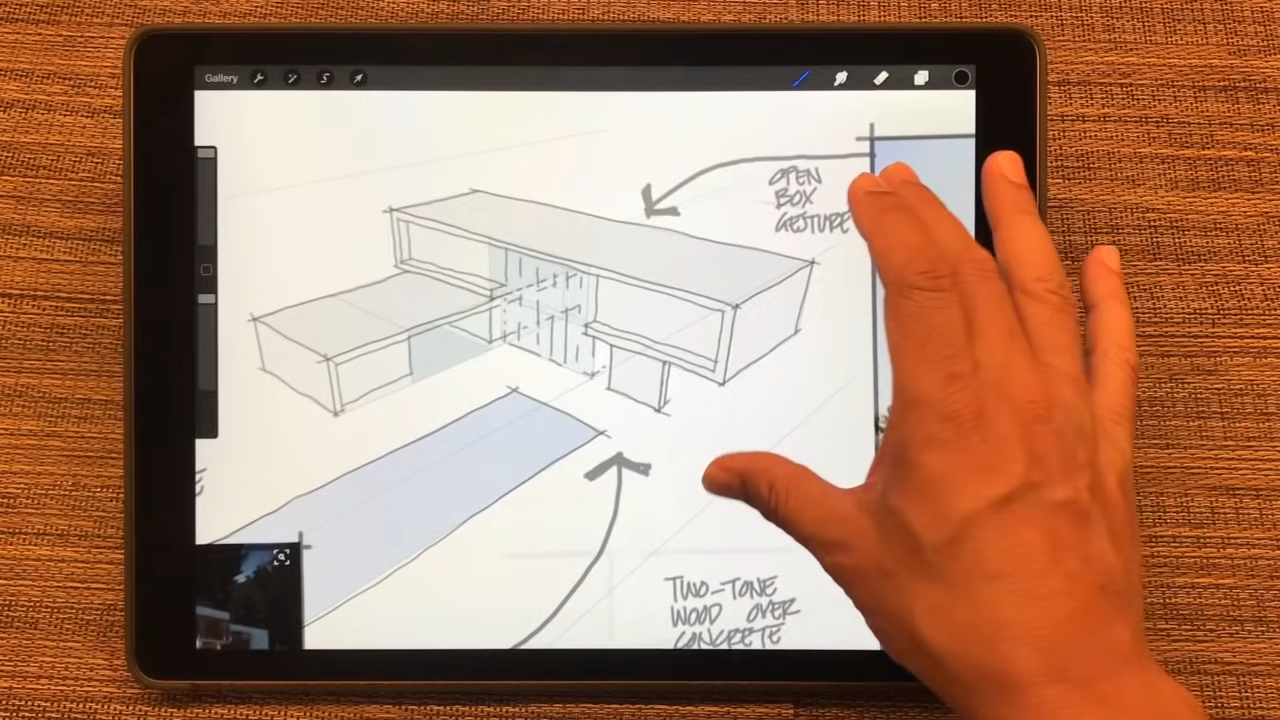 Gallery
OPEN
BOX
GESTURE
TWO-TONE
WOOD OVER
CONCRETE